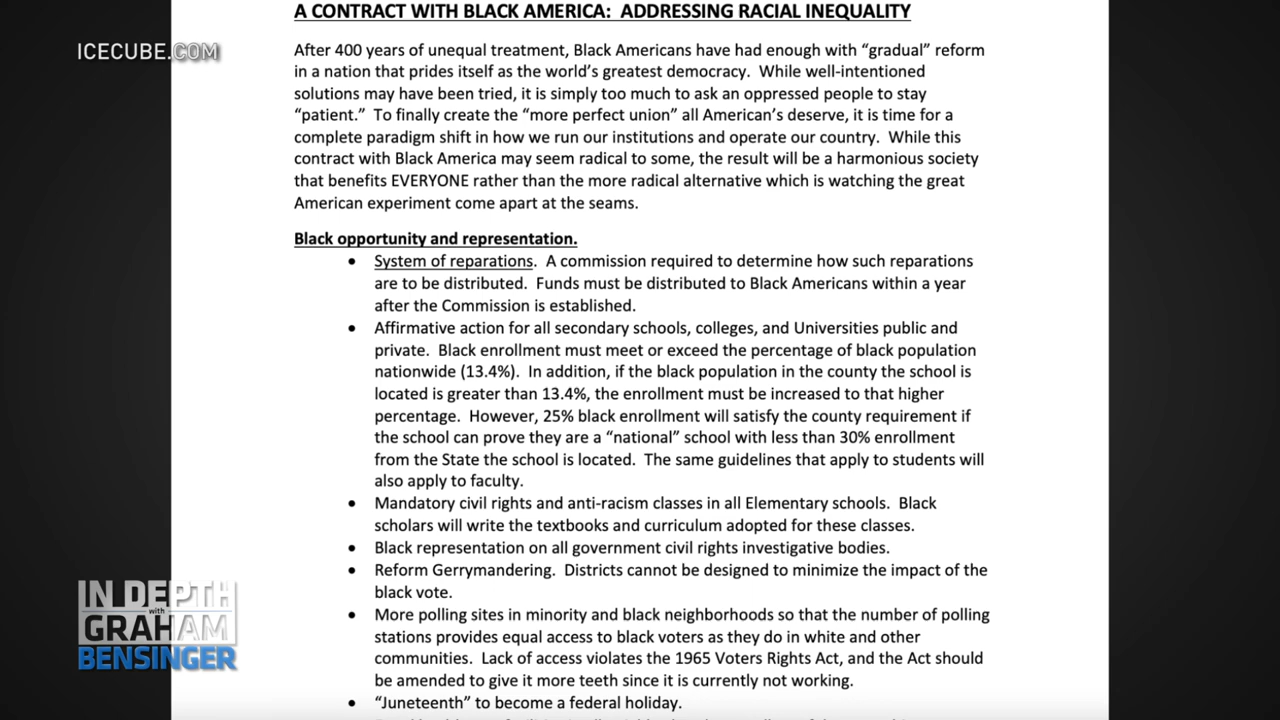 A CONTRACT WITH BLACK AMERICA:  ADDRESSING RACIAL INEQUALITY
ICECUBE.COM
After 400 years of unequal treatment, Black Americans have had enough with “gradual” reform
in a nation that prides itself as the world’s greatest democracy.  While well-intentioned
solutions may have been tried, it is simply too much to ask an oppressed people to stay
“patient.”  To finally create the “more perfect union” all American’s deserve, it is time for a
complete paradigm shift in how we run our institutions and operate our country.  While this
contract with Black America may seem radical to some, the result will be a harmonious society
that benefits EVERYONE rather than the more radical alternative which is watching the great
American experiment come apart at the seams.
Black opportunity and representation.
• System of reparations.  A commission required to determine how such reparations
are to be distributed.  Funds must be distributed to Black Americans within a year
after the Commission is established.
• Affirmative action for all secondary schools, colleges, and Universities public and
private.  Black enrollment must meet or exceed the percentage of black population
nationwide (13.4%).  In addition, if the black population in the county the school is
located is greater than 13.4%, the enrollment must be increased to that higher
percentage.  However, 25% black enrollment will satisfy the county requirement if
the school can prove they are a “national” school with less than 30% enrollment
from the State the school is located.  The same guidelines that apply to students will
also apply to faculty.
• Mandatory civil rights and anti-racism classes in all Elementary schools.  Black
scholars will write the textbooks and curriculum adopted for these classes.
• Black representation on all government civil rights investigative bodies.
• Reform Gerrymandering.  Districts cannot be designed to minimize the impact of the
black vote.
• More polling sites in minority and black neighborhoods so that the number of polling
stations provides equal access to black voters as they do in white and other
communities.  Lack of access violates the 1965 Voters Rights Act, and the Act should
be amended to give it more teeth since it is currently not working.
• “Juneteenth” to become a federal holiday.
IN DEPTH
with
GRAHAM
BENSINGER